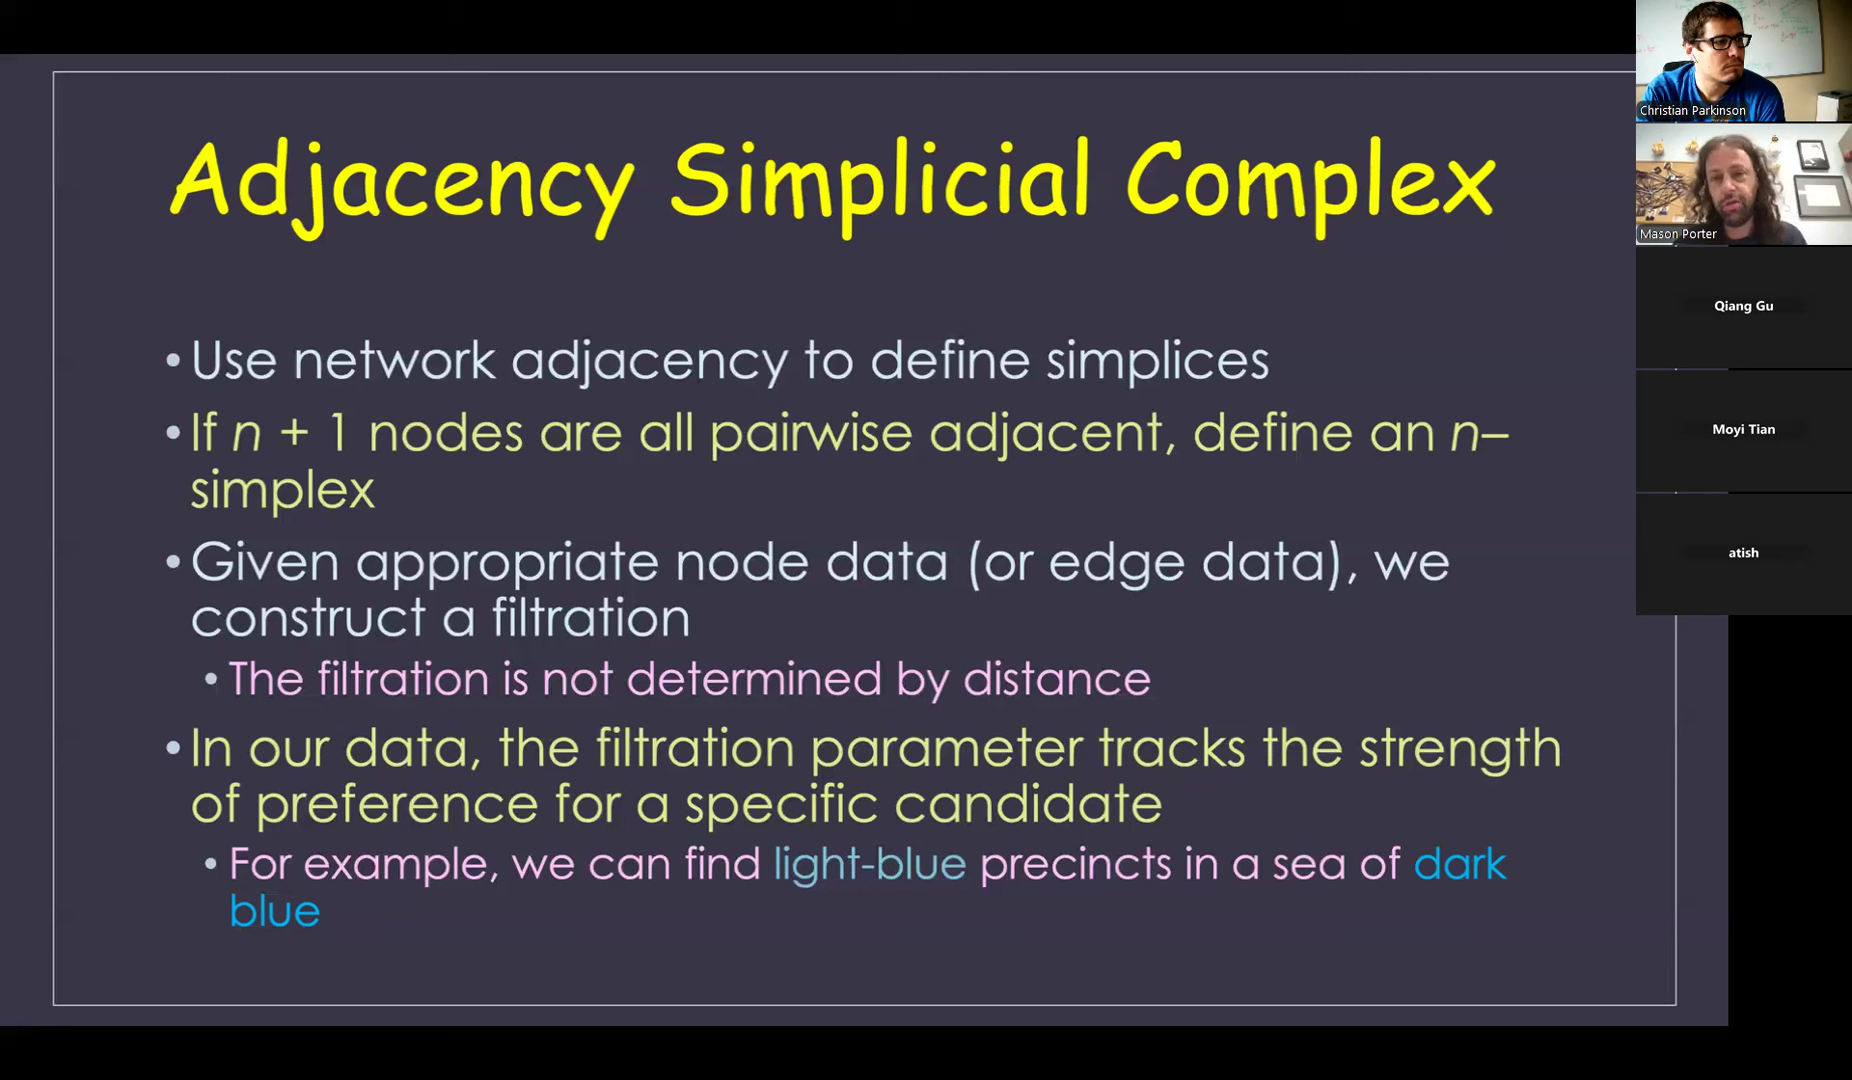 Adjacency Simplicial Complex
•Use network adjacency to define simplices
•If n + 1 nodes are all pairwise adjacent, define an n–
simplex
•Given appropriate node data (or edge data), we
construct a filtration
•The filtration is not determined by distance
•In our data, the filtration parameter tracks the strength
of preference for a specific candidate
•For example, we can find light-blue precincts in a sea of dark
blue
Christian Parkinson
Mason Porter
Qiang Gu
Moyi Tian
atish